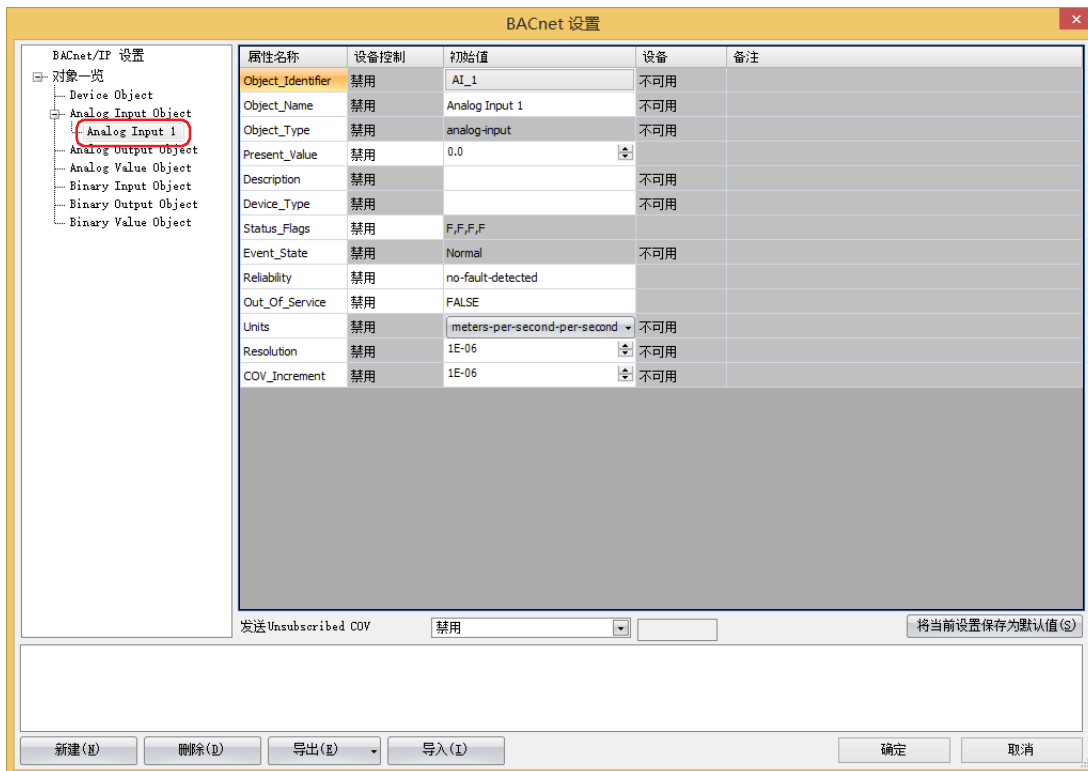 BACnet 设置
BACnet/IP 设置
对象一览
Device Object
Analog Input Object
Analog Input 1
Analog Output Object
Analog Value Object
Binary Input Object
Binary Output Object
Binary Value Object
属性名称 设备控制 初始值 设备 备注
Object_Identifier 禁用 AI_1 不可用
Object_Name 禁用 Analog Input 1 不可用
Object_Type 禁用 analog-input 不可用
Present_Value 禁用 0.0
Description 禁用 不可用
Device_Type 禁用 不可用
Status_Flags 禁用 F,F,F,F
Event_State 禁用 Normal 不可用
Reliability 禁用 no-fault-detected
Out_Of_Service 禁用 FALSE
Units 禁用 meters-per-second-per-second 不可用
Resolution 禁用 1E-06 不可用
COV_Increment 禁用 1E-06 不可用
发送Unsubscribed COV 禁用 将当前设置保存为默认值(S)
新建(N) 删除(D) 导出(E) 导入(I) 确定 取消